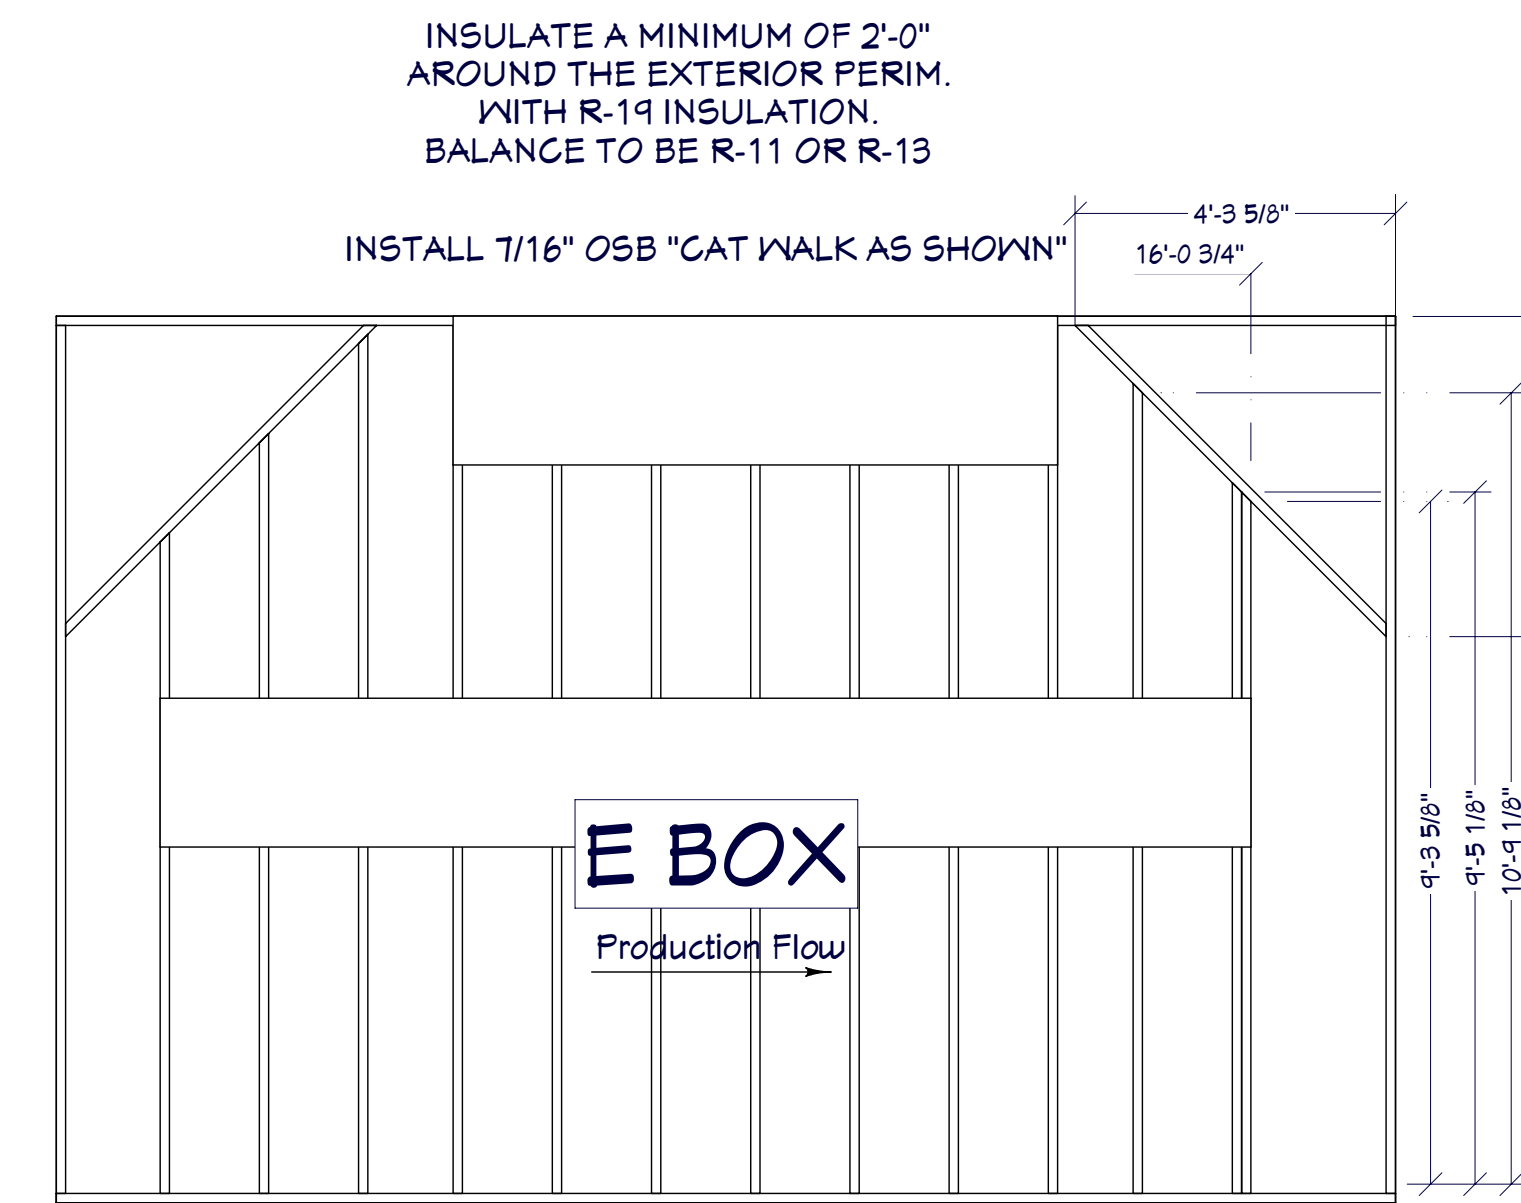 INSULATE A MINIMUM OF 2'-0"
AROUND THE EXTERIOR PERIM.
WITH R-19 INSULATION.
BALANCE TO BE R-11 OR R-13
4'-3 5/8"
INSTALL 7/16" OSB "CAT WALK AS SHOWN"
16'-0 3/4"
9'-3 5/8"
9'-5 1/8"
10'-9 1/8"
E BOX
Production Flow